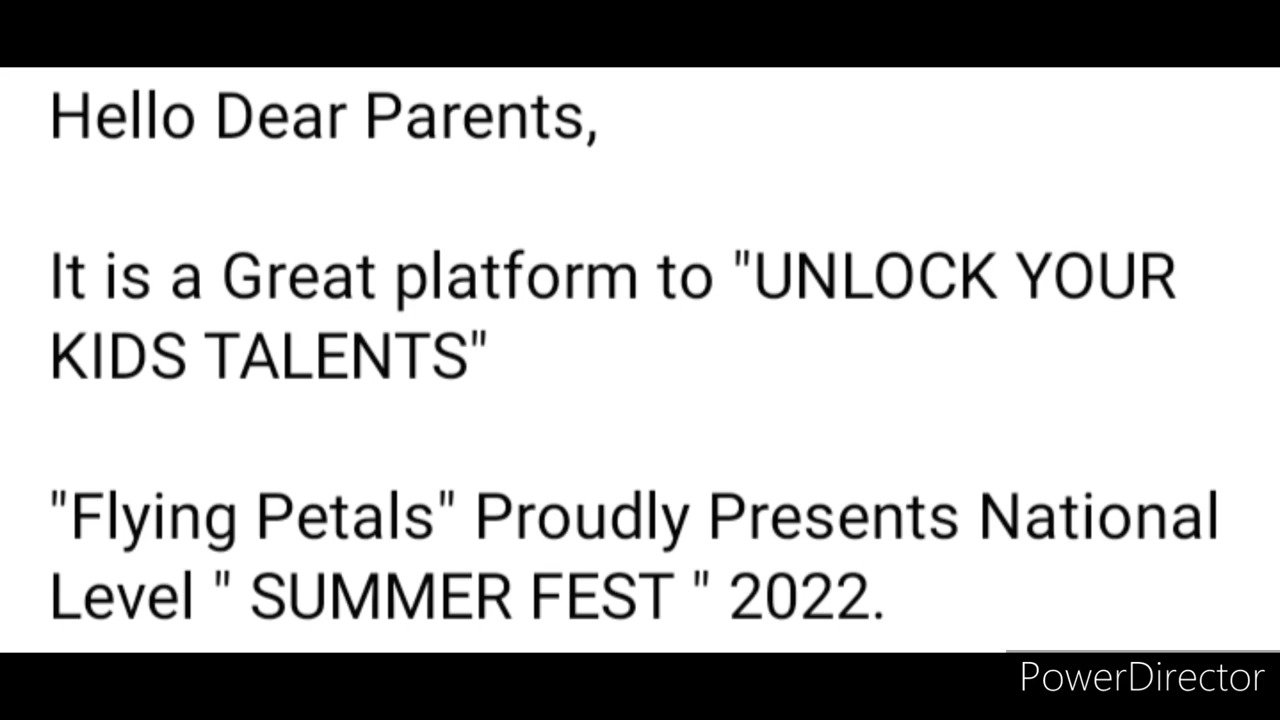 Hello Dear Parents,
It is a Great platform to "UNLOCK YOUR
KIDS TALENTS"
"Flying Petals" Proudly Presents National
Level " SUMMER FEST " 2022.
PowerDirector